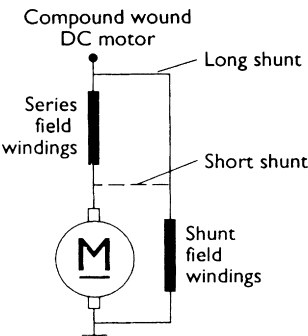 Compound wound
DC motor
Long shunt
Series
field
windings
Short shunt
M
Shunt
field
windings